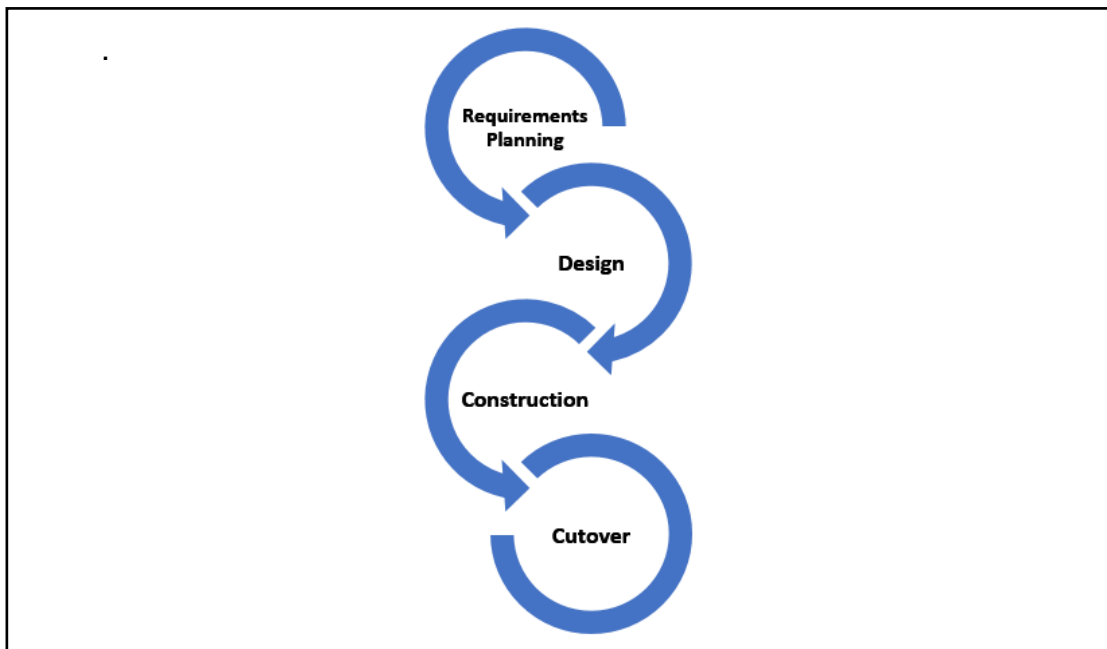 Requirements
Planning
Design
Construction
Cutover